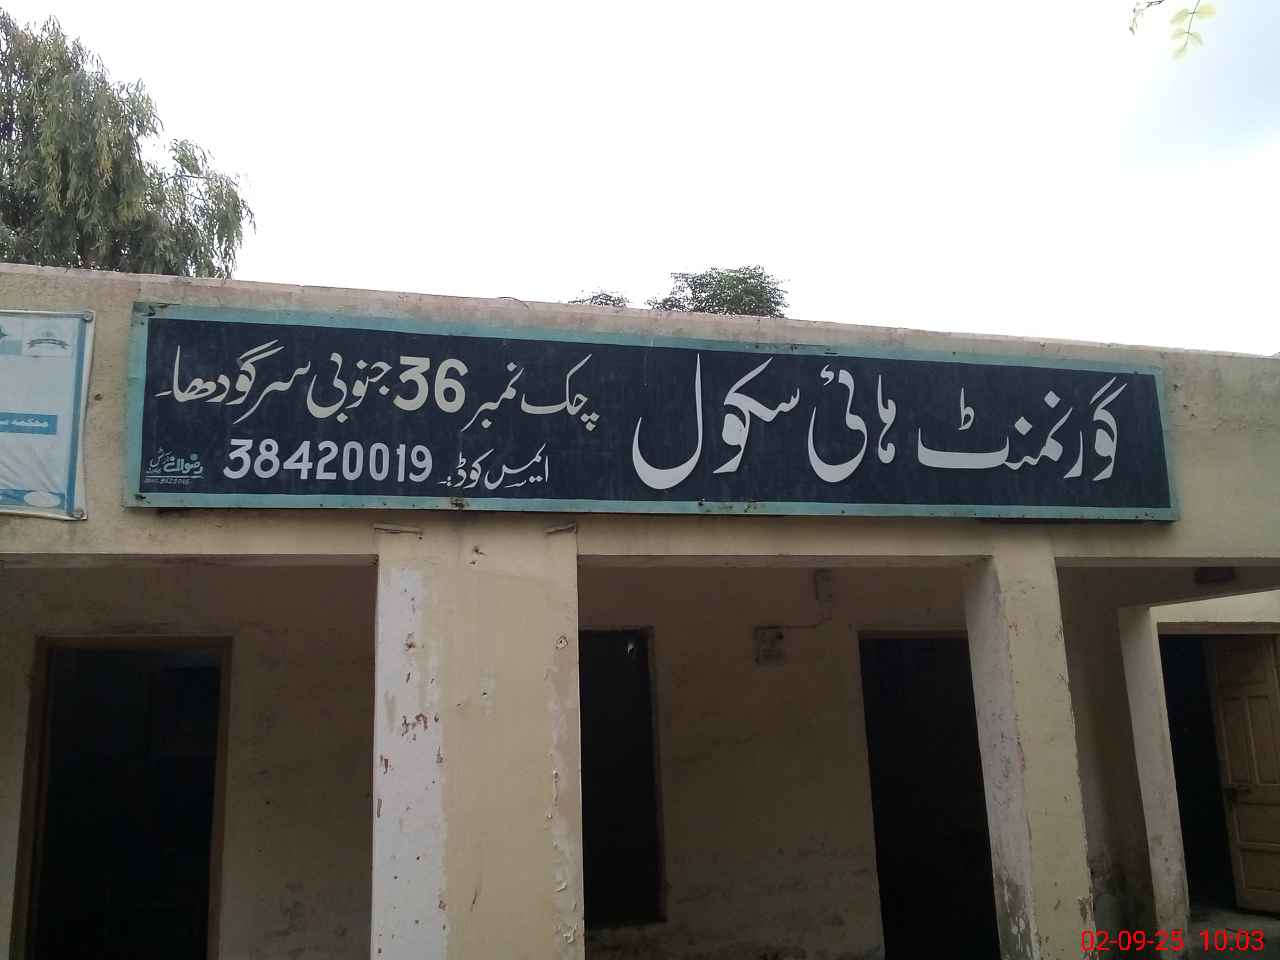 گورنمنٹ ہائی سکول
چک نمبر 36 جنوبی سرگودھا۔
ایمس کوڈ۔ 38420019
02-09-25 10:03